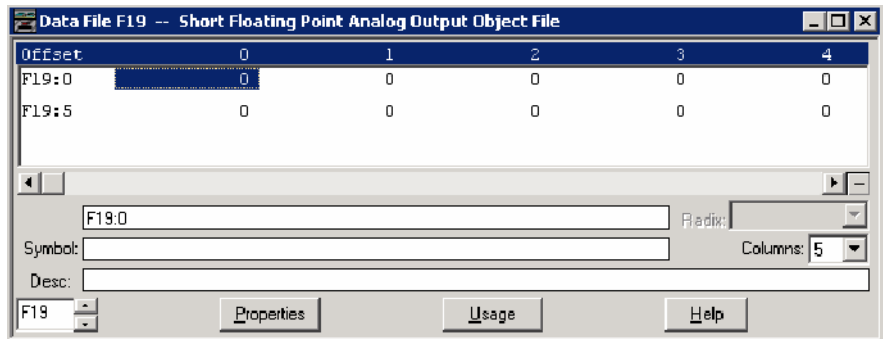 Data File F19 -- Short Floating Point Analog Output Object File
Offset 0 1 2 3 4
F19:0 0 0 0 0 0
F19:5 0 0 0 0 0
F19:0 Radix:
Symbol: Columns: 5
Desc:
F19 Properties Usage Help